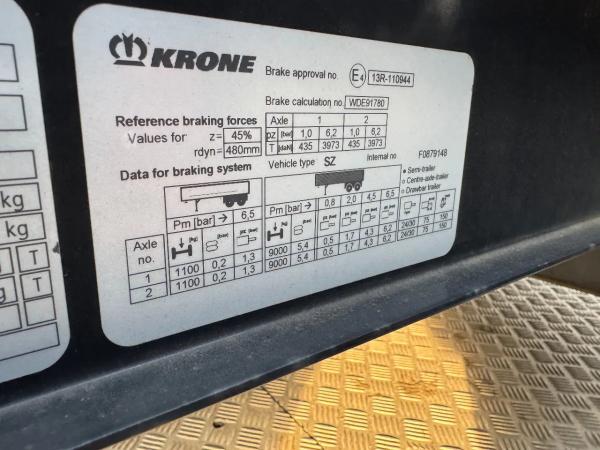 KRONE
Brake approval no. E4 13R-110944
Brake calculation no. WDE91780
Reference braking forces
Values for z= 45%
rdyn= 480mm
Axle 1 2
pz [bar] 1,0 6,2 1,0 6,2
T [daN] 435 3973 435 3973
Data for braking system
Vehicle type SZ
Internal no F0879148
Semi-trailer
Centre-axle-trailer
Drawbar trailer
Pm [bar] → 6,5
Pm [bar] → 0,8 2,0 4,5 6,5
Axle no.
[kg] [bar] [bar]
1 1100 0,2 1,3 9000 5,4 0,5 1,7 4,3 6,2 24/30 75 150
2 1100 0,2 1,3 9000 5,4 0,5 1,7 4,3 6,2 24/30 75 150
kg
kg
T
T